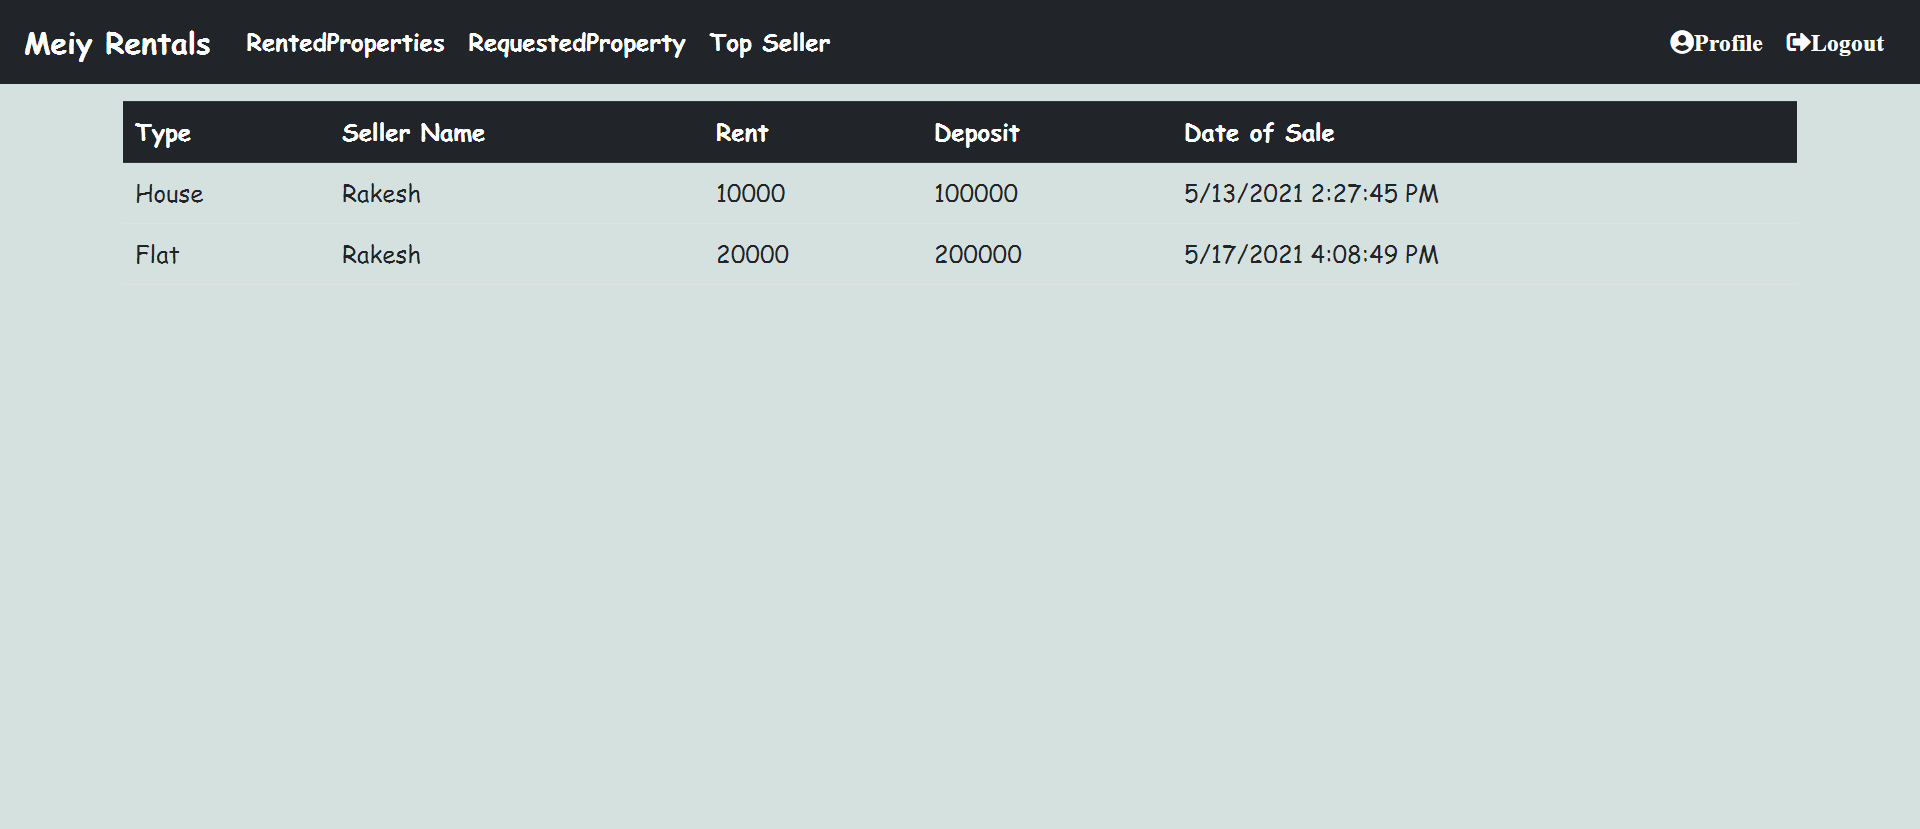 Meiy Rentals RentedProperties RequestedProperty Top Seller Profile Logout
Type Seller Name Rent Deposit Date of Sale
House Rakesh 10000 100000 5/13/2021 2:27:45 PM
Flat Rakesh 20000 200000 5/17/2021 4:08:49 PM